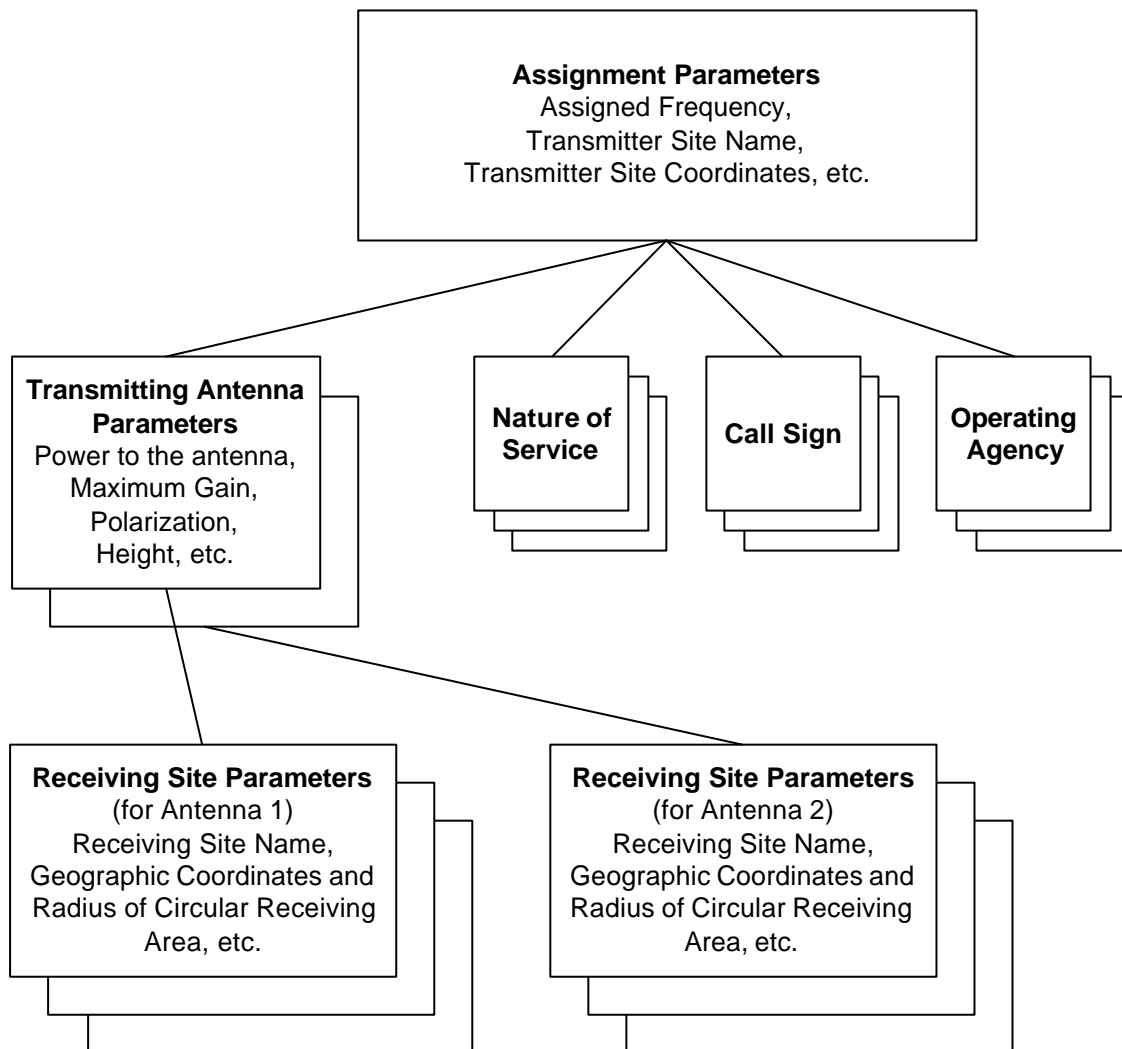 Assignment Parameters
Assigned Frequency,
Transmitter Site Name,
Transmitter Site Coordinates, etc.
Transmitting Antenna
Parameters
Power to the antenna,
Maximum Gain,
Polarization,
Height, etc.
Nature of
Service
Call Sign
Operating
Agency
Receiving Site Parameters
(for Antenna 1)
Receiving Site Name,
Geographic Coordinates and
Radius of Circular Receiving
Area, etc.
Receiving Site Parameters
(for Antenna 2)
Receiving Site Name,
Geographic Coordinates and
Radius of Circular Receiving
Area, etc.